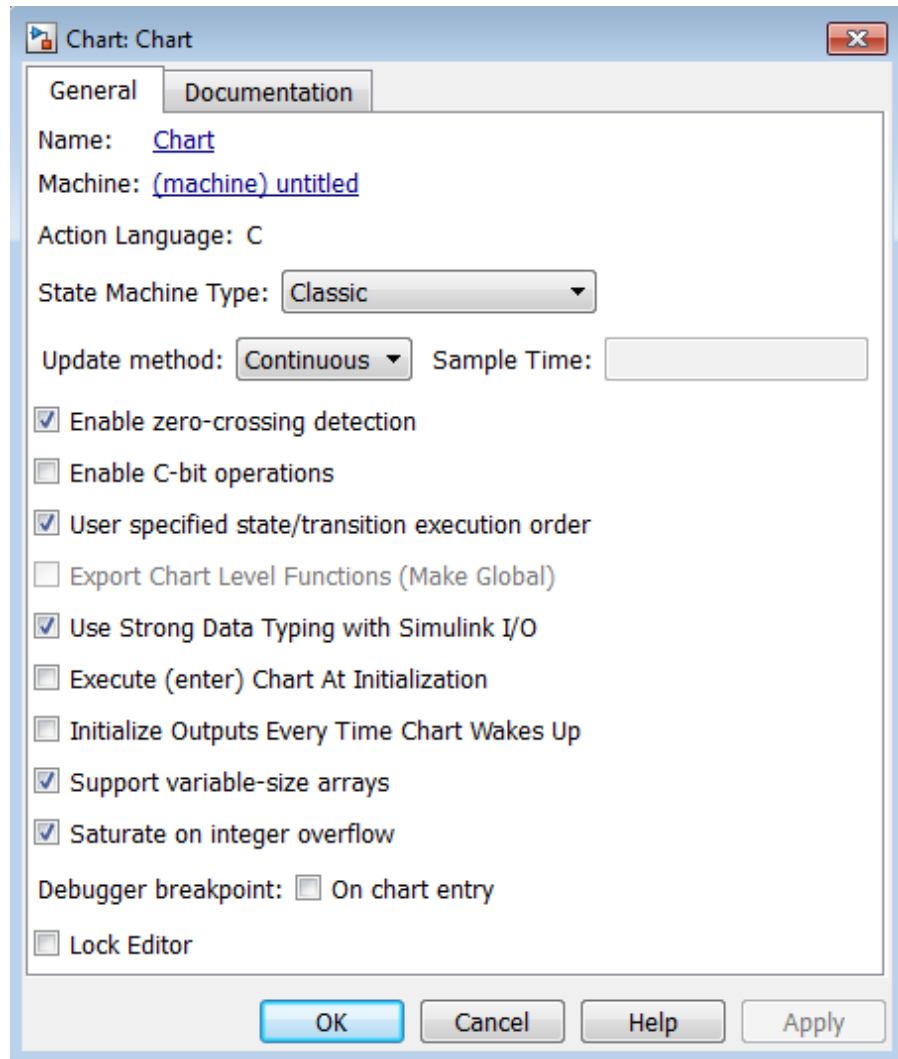 Chart: Chart
General Documentation
Name: Chart
Machine: (machine) untitled
Action Language: C
State Machine Type: Classic
Update method: Continuous Sample Time:
Enable zero-crossing detection
Enable C-bit operations
User specified state/transition execution order
Export Chart Level Functions (Make Global)
Use Strong Data Typing with Simulink I/O
Execute (enter) Chart At Initialization
Initialize Outputs Every Time Chart Wakes Up
Support variable-size arrays
Saturate on integer overflow
Debugger breakpoint: On chart entry
Lock Editor
OK Cancel Help Apply